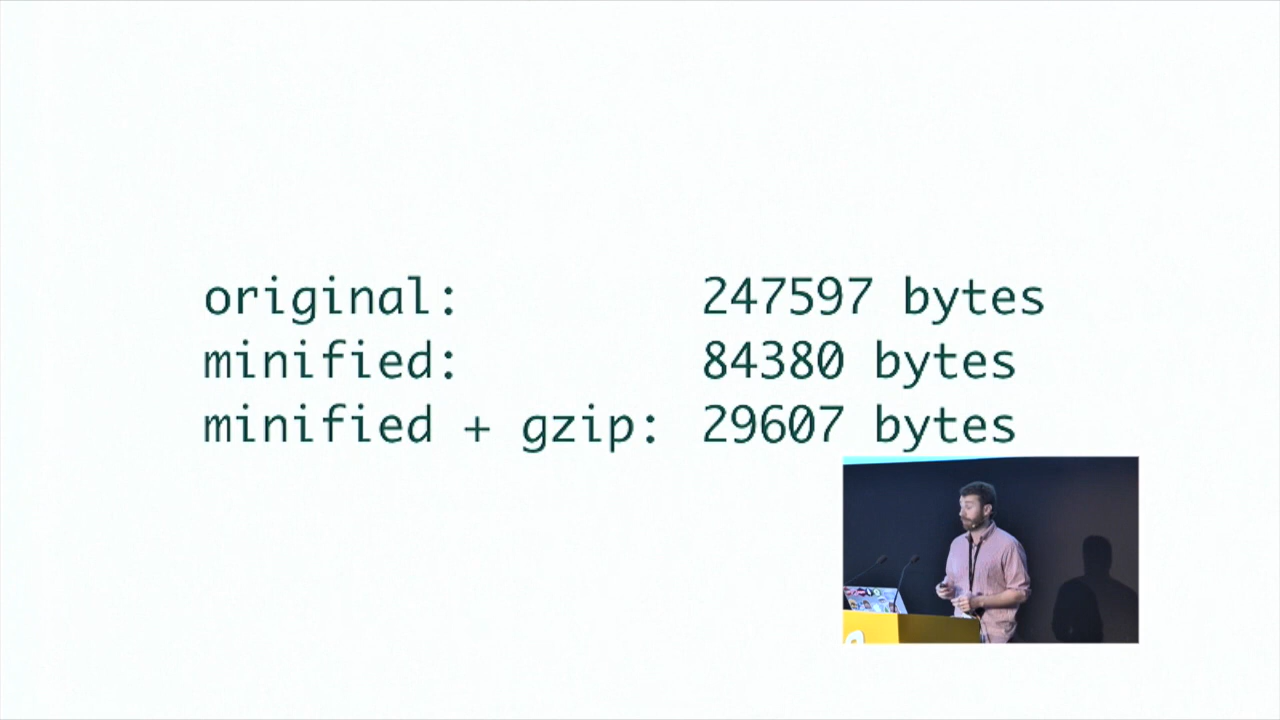 original: 247597 bytes
minified: 84380 bytes
minified + gzip: 29607 bytes